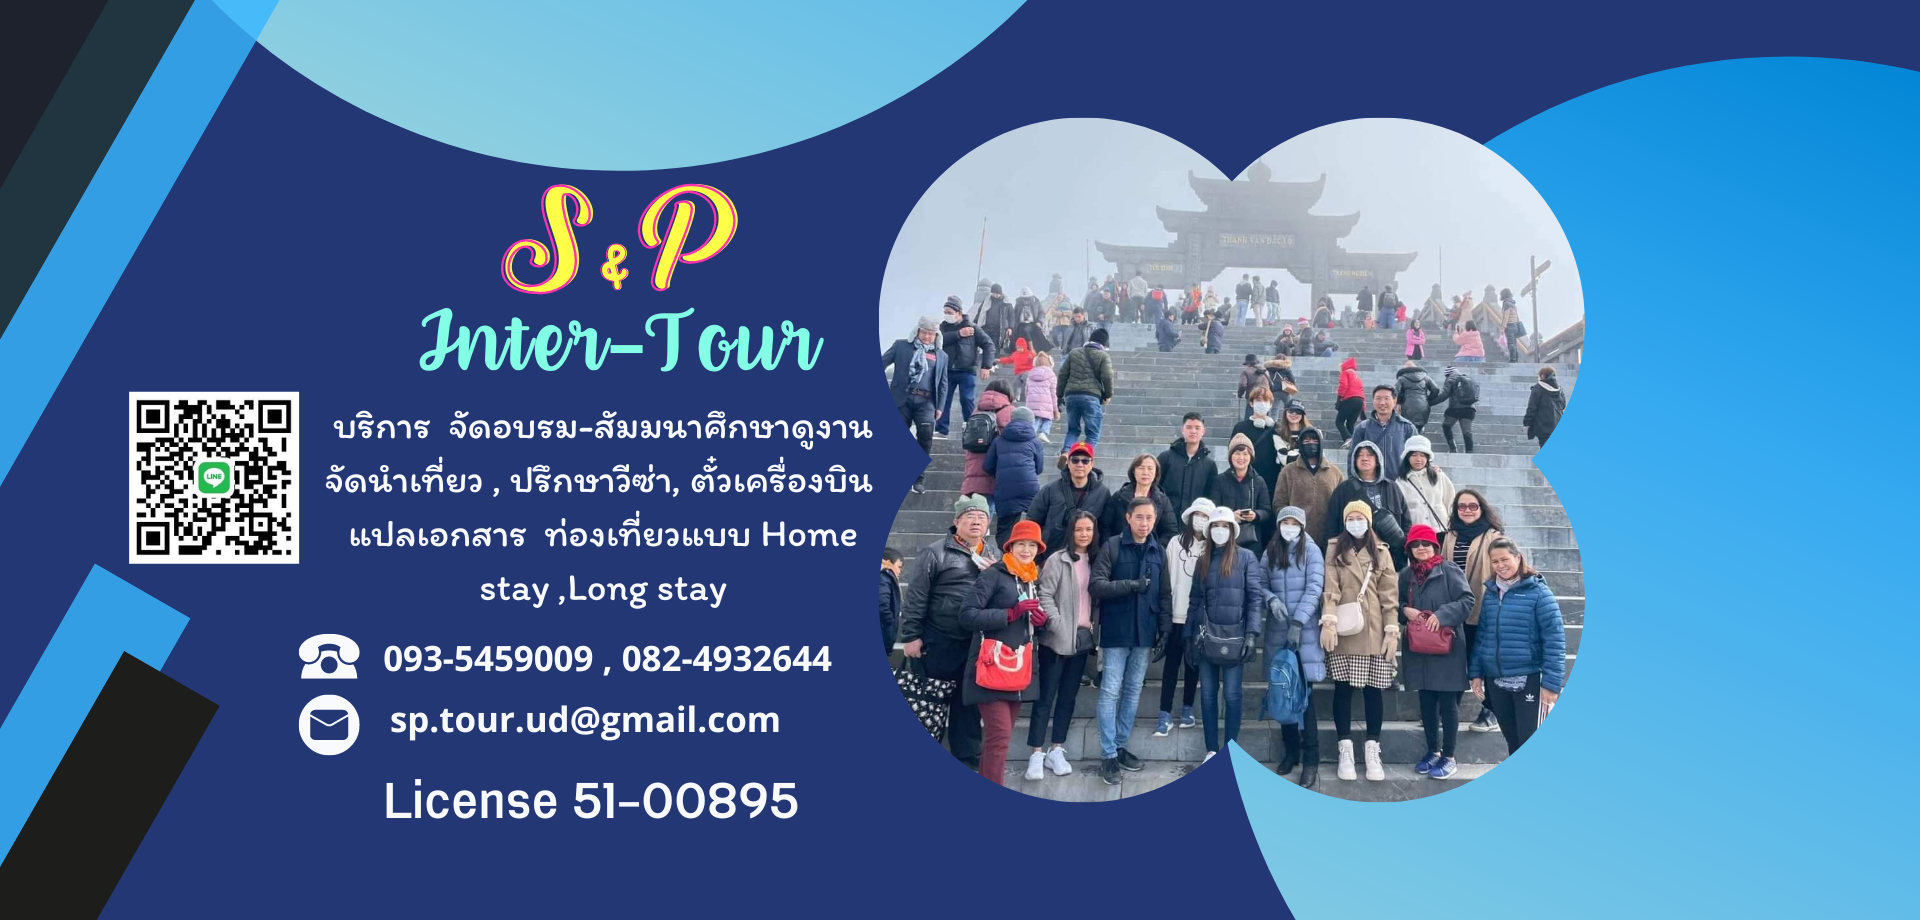 S & P
Inter-Tour
บริการ จัดอบรม-สัมมนาศึกษาดูงาน
จัดนำเที่ยว , ปรึกษาวีซ่า, ตั๋วเครื่องบิน
แปลเอกสาร ท่องเที่ยวแบบ Home
stay ,Long stay
LINE
093-5459009 , 082-4932644
sp.tour.ud@gmail.com
License 51-00895